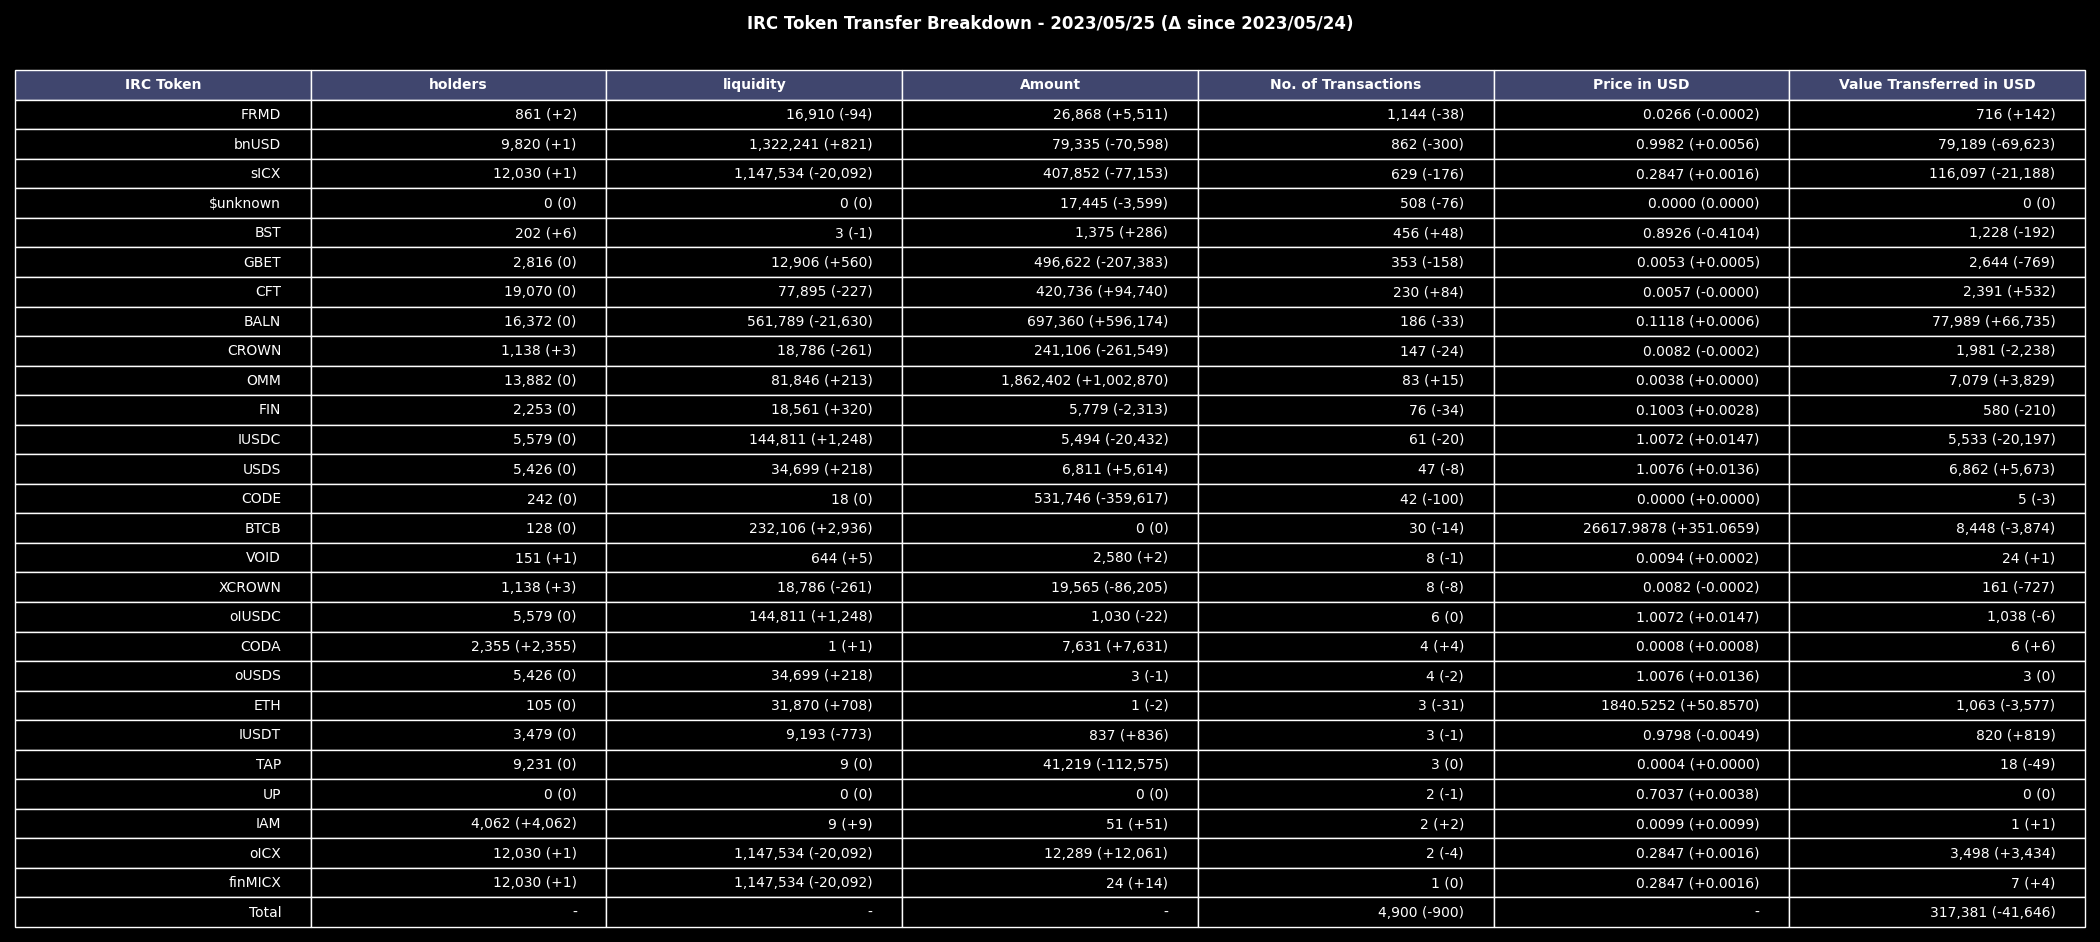 IRC Token Transfer Breakdown - 2023/05/25 (Δ since 2023/05/24)
IRC Token holders liquidity Amount No. of Transactions Price in USD Value Transferred in USD
FRMD 861 (+2) 16,910 (-94) 26,868 (+5,511) 1,144 (-38) 0.0266 (-0.0002) 716 (+142)
bnUSD 9,820 (+1) 1,322,241 (+821) 79,335 (-70,598) 862 (-300) 0.9982 (+0.0056) 79,189 (-69,623)
sICX 12,030 (+1) 1,147,534 (-20,092) 407,852 (-77,153) 629 (-176) 0.2847 (+0.0016) 116,097 (-21,188)
$unknown 0 (0) 0 (0) 17,445 (-3,599) 508 (-76) 0.0000 (0.0000) 0 (0)
BST 202 (+6) 3 (-1) 1,375 (+286) 456 (+48) 0.8926 (-0.4104) 1,228 (-192)
GBET 2,816 (0) 12,906 (+560) 496,622 (-207,383) 353 (-158) 0.0053 (+0.0005) 2,644 (-769)
CFT 19,070 (0) 77,895 (-227) 420,736 (+94,740) 230 (+84) 0.0057 (-0.0000) 2,391 (+532)
BALN 16,372 (0) 561,789 (-21,630) 697,360 (+596,174) 186 (-33) 0.1118 (+0.0006) 77,989 (+66,735)
CROWN 1,138 (+3) 18,786 (-261) 241,106 (-261,549) 147 (-24) 0.0082 (-0.0002) 1,981 (-2,238)
OMM 13,882 (0) 81,846 (+213) 1,862,402 (+1,002,870) 83 (+15) 0.0038 (+0.0000) 7,079 (+3,829)
FIN 2,253 (0) 18,561 (+320) 5,779 (-2,313) 76 (-34) 0.1003 (+0.0028) 580 (-210)
IUSDC 5,579 (0) 144,811 (+1,248) 5,494 (-20,432) 61 (-20) 1.0072 (+0.0147) 5,533 (-20,197)
USDS 5,426 (0) 34,699 (+218) 6,811 (+5,614) 47 (-8) 1.0076 (+0.0136) 6,862 (+5,673)
CODE 242 (0) 18 (0) 531,746 (-359,617) 42 (-100) 0.0000 (+0.0000) 5 (-3)
BTCB 128 (0) 232,106 (+2,936) 0 (0) 30 (-14) 26617.9878 (+351.0659) 8,448 (-3,874)
VOID 151 (+1) 644 (+5) 2,580 (+2) 8 (-1) 0.0094 (+0.0002) 24 (+1)
XCROWN 1,138 (+3) 18,786 (-261) 19,565 (-86,205) 8 (-8) 0.0082 (-0.0002) 161 (-727)
oIUSDC 5,579 (0) 144,811 (+1,248) 1,030 (-22) 6 (0) 1.0072 (+0.0147) 1,038 (-6)
CODA 2,355 (+2,355) 1 (+1) 7,631 (+7,631) 4 (+4) 0.0008 (+0.0008) 6 (+6)
oUSDS 5,426 (0) 34,699 (+218) 3 (-1) 4 (-2) 1.0076 (+0.0136) 3 (0)
ETH 105 (0) 31,870 (+708) 1 (-2) 3 (-31) 1840.5252 (+50.8570) 1,063 (-3,577)
IUSDT 3,479 (0) 9,193 (-773) 837 (+836) 3 (-1) 0.9798 (-0.0049) 820 (+819)
TAP 9,231 (0) 9 (0) 41,219 (-112,575) 3 (0) 0.0004 (+0.0000) 18 (-49)
UP 0 (0) 0 (0) 0 (0) 2 (-1) 0.7037 (+0.0038) 0 (0)
IAM 4,062 (+4,062) 9 (+9) 51 (+51) 2 (+2) 0.0099 (+0.0099) 1 (+1)
oICX 12,030 (+1) 1,147,534 (-20,092) 12,289 (+12,061) 2 (-4) 0.2847 (+0.0016) 3,498 (+3,434)
finMICX 12,030 (+1) 1,147,534 (-20,092) 24 (+14) 1 (0) 0.2847 (+0.0016) 7 (+4)
Total - - - 4,900 (-900) - 317,381 (-41,646)